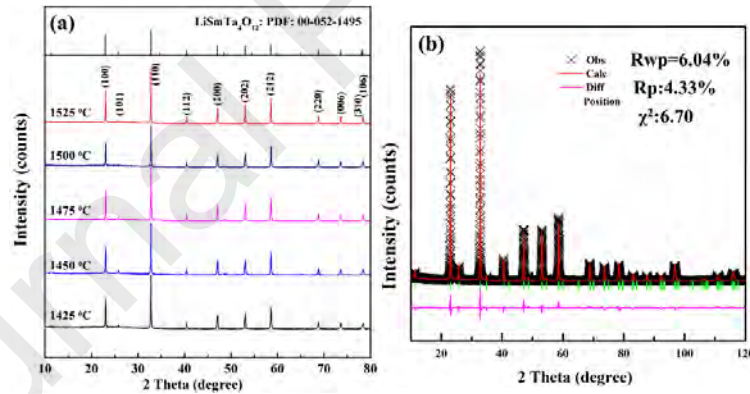 (a)
LiSmTa₄O₁₂: PDF: 00-052-1495
(100)
(101)
(110)
(112)
(200)
(202)
(212)
(220)
(006)
(310)
(106)
1525 °C
1500 °C
1475 °C
1450 °C
1425 °C
Intensity (counts)
10 20 30 40 50 60 70 80
2 Theta (degree)
(b)
Obs
Calc
Diff
Position
Rwp=6.04%
Rp:4.33%
χ²:6.70
Intensity (counts)
20 40 60 80 100 120
2 Theta (degree)